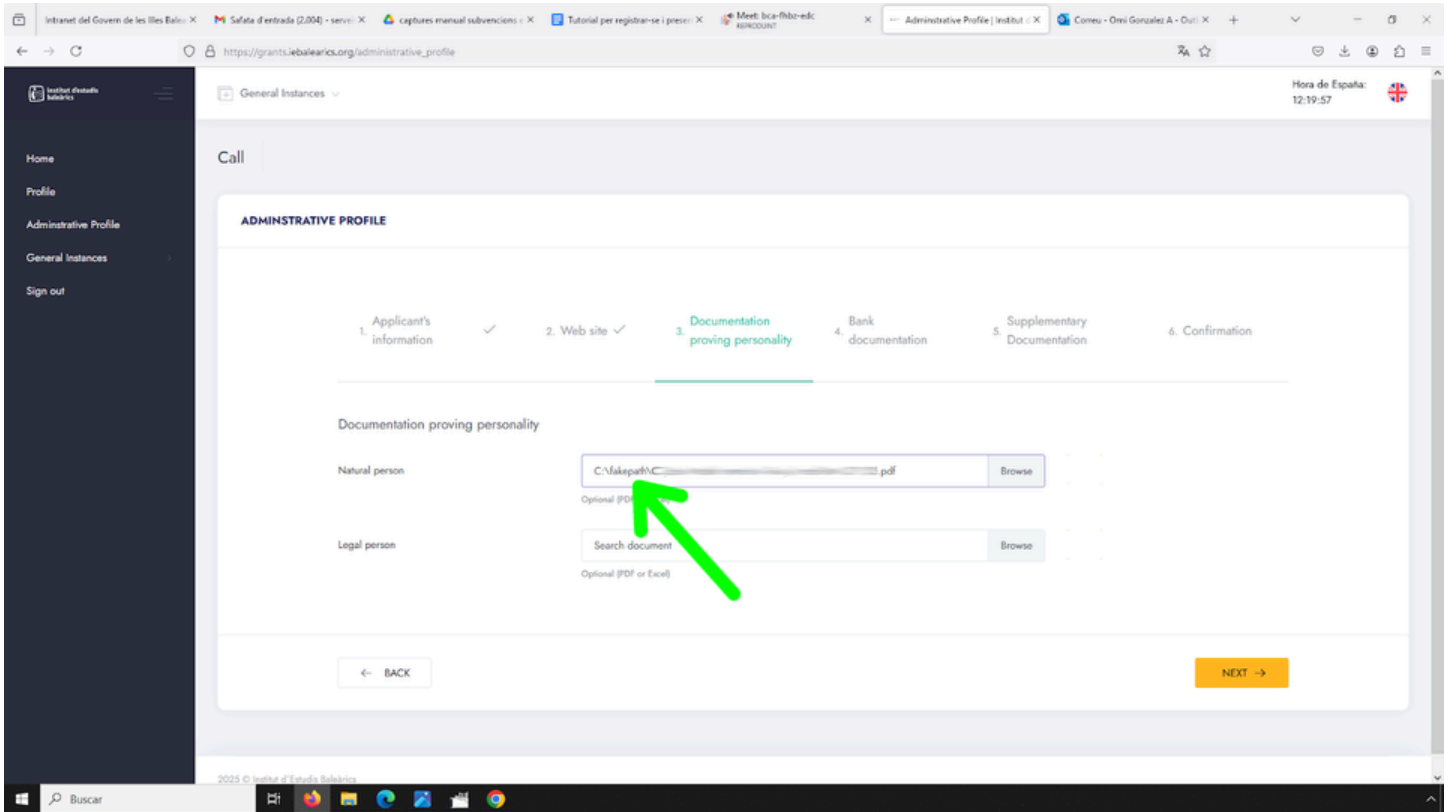 Intranet del Govern de les Illes Balea
Safata d'entrada (2.004) - serve
captures manual subvencions
Tutorial per registrar-se i presen
Meet: bca-fhbz-edc
REPRODUINT
Adminstrative Profile | Institut d
Correu - Omi Gonzalez A - Outl
https://grants.iebalearics.org/administrative_profile
institut d'estudis
baleàrics
General Instances
Hora de España:
12:19:57
Home
Profile
Adminstrative Profile
General Instances
Sign out
Call
ADMINSTRATIVE PROFILE
1. Applicant's
information
2. Web site
3. Documentation
proving personality
4. Bank
documentation
5. Supplementary
Documentation
6. Confirmation
Documentation proving personality
Natural person
C:\fakepath\C .pdf
Browse
Optional (PDF
Legal person
Search document
Browse
Optional (PDF or Excel)
BACK
NEXT
2025 © Institut d'Estudis Baleàrics
Buscar